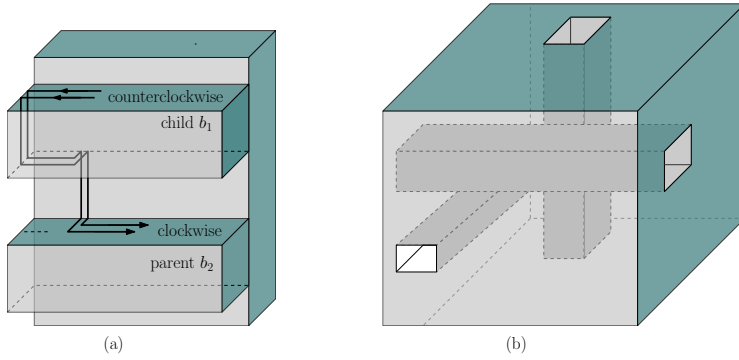 counterclockwise
child b₁
clockwise
parent b₂
(a)
(b)